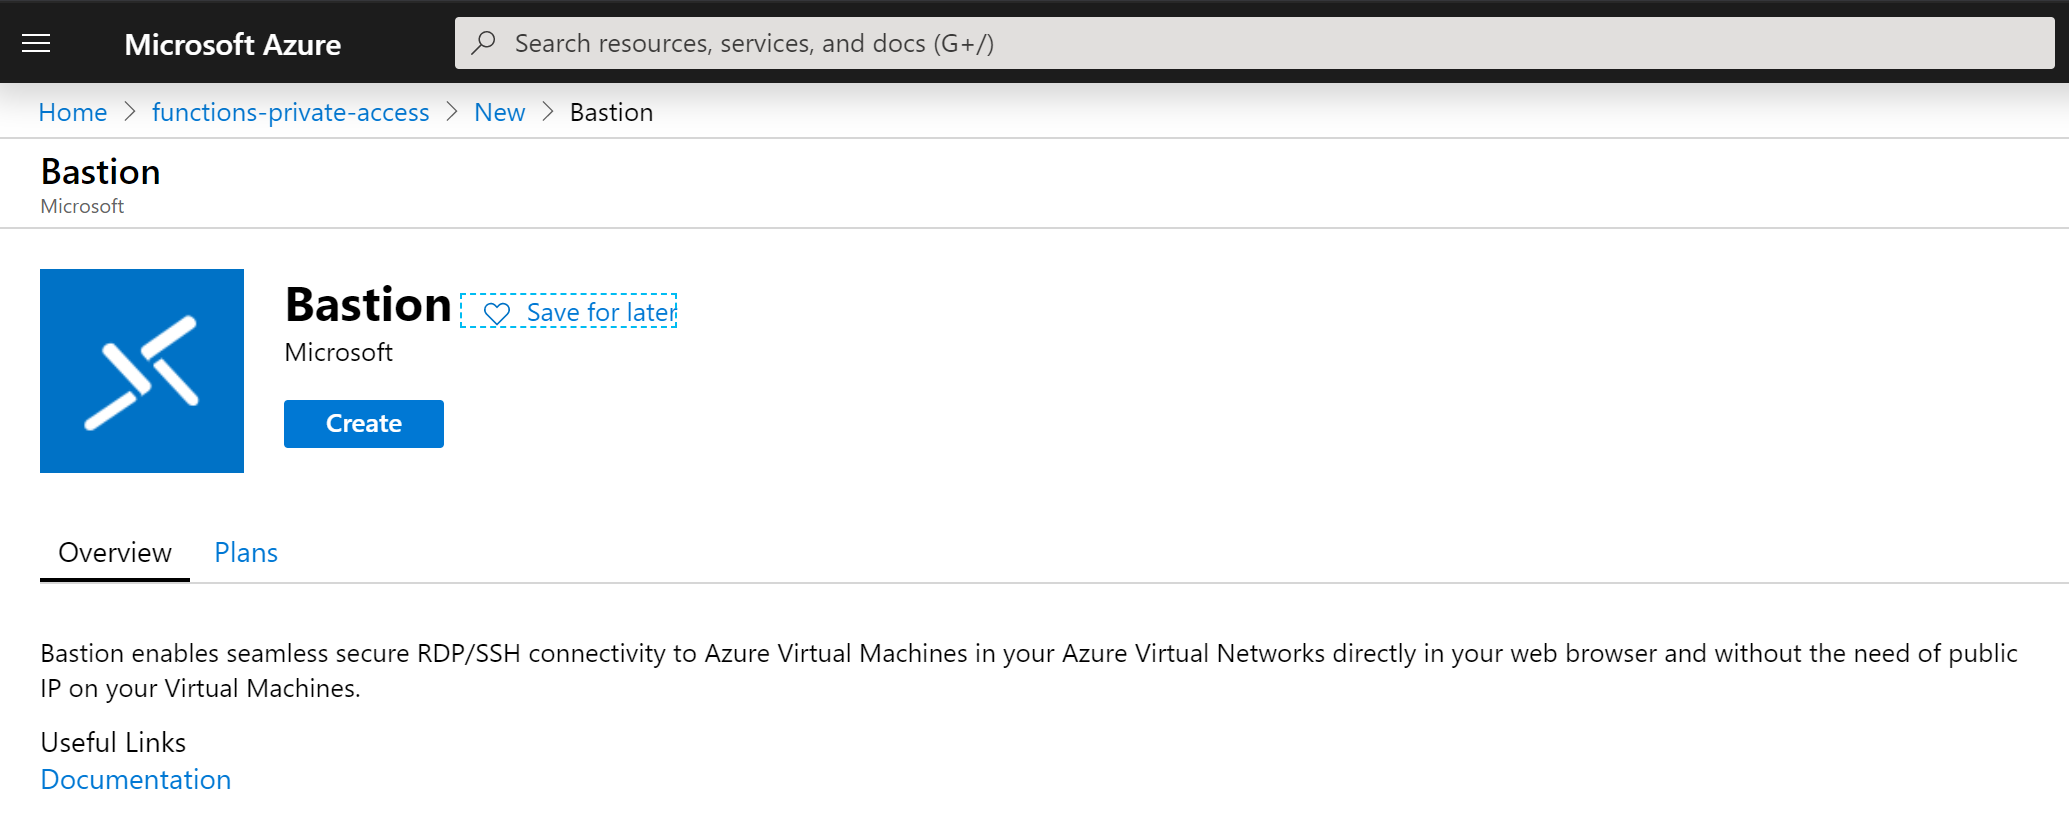 Microsoft Azure
Search resources, services, and docs (G+/)
Home > functions-private-access > New > Bastion
Bastion
Microsoft
Bastion
Save for later
Microsoft
Create
Overview
Plans
Bastion enables seamless secure RDP/SSH connectivity to Azure Virtual Machines in your Azure Virtual Networks directly in your web browser and without the need of public
IP on your Virtual Machines.
Useful Links
Documentation